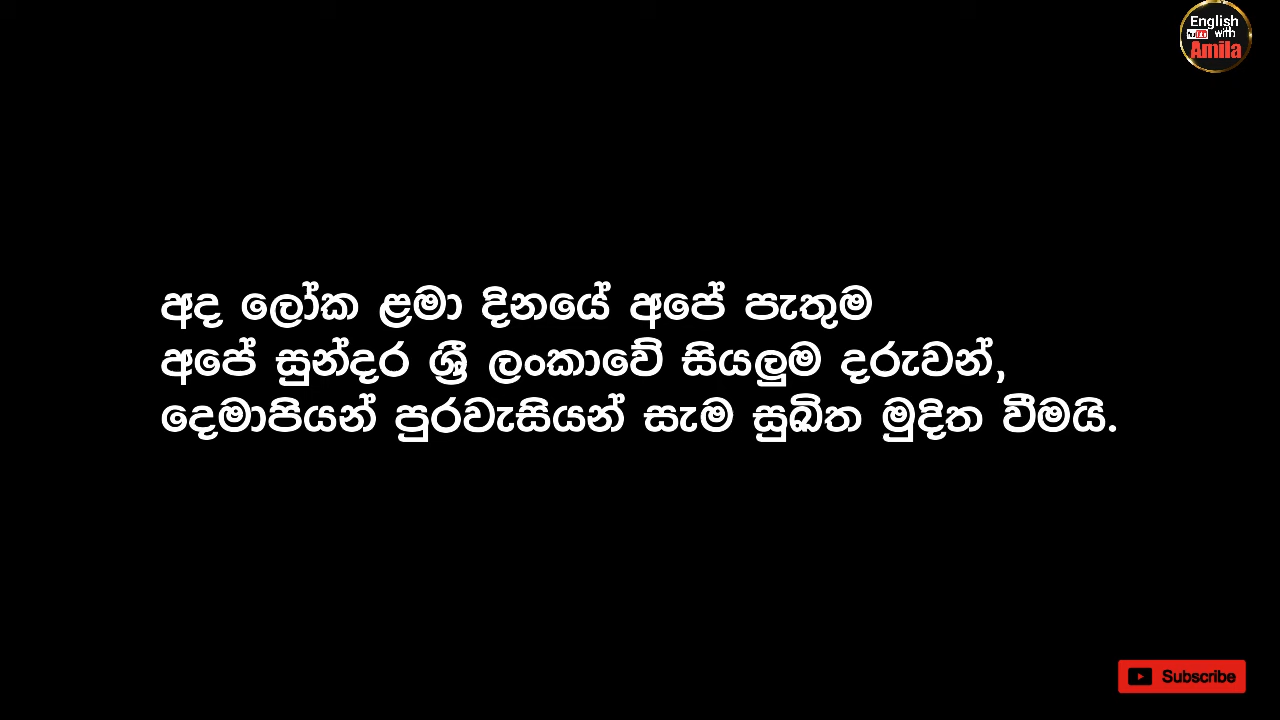 English
with
Amila
අද ලෝක ළමා දිනයේ අපේ පැතුම
අපේ සුන්දර ශ්‍රී ලංකාවේ සියලුම දරුවන්,
දෙමාපියන් පුරවැසියන් සැම සුඛිත මුදිත වීමයි.
Subscribe